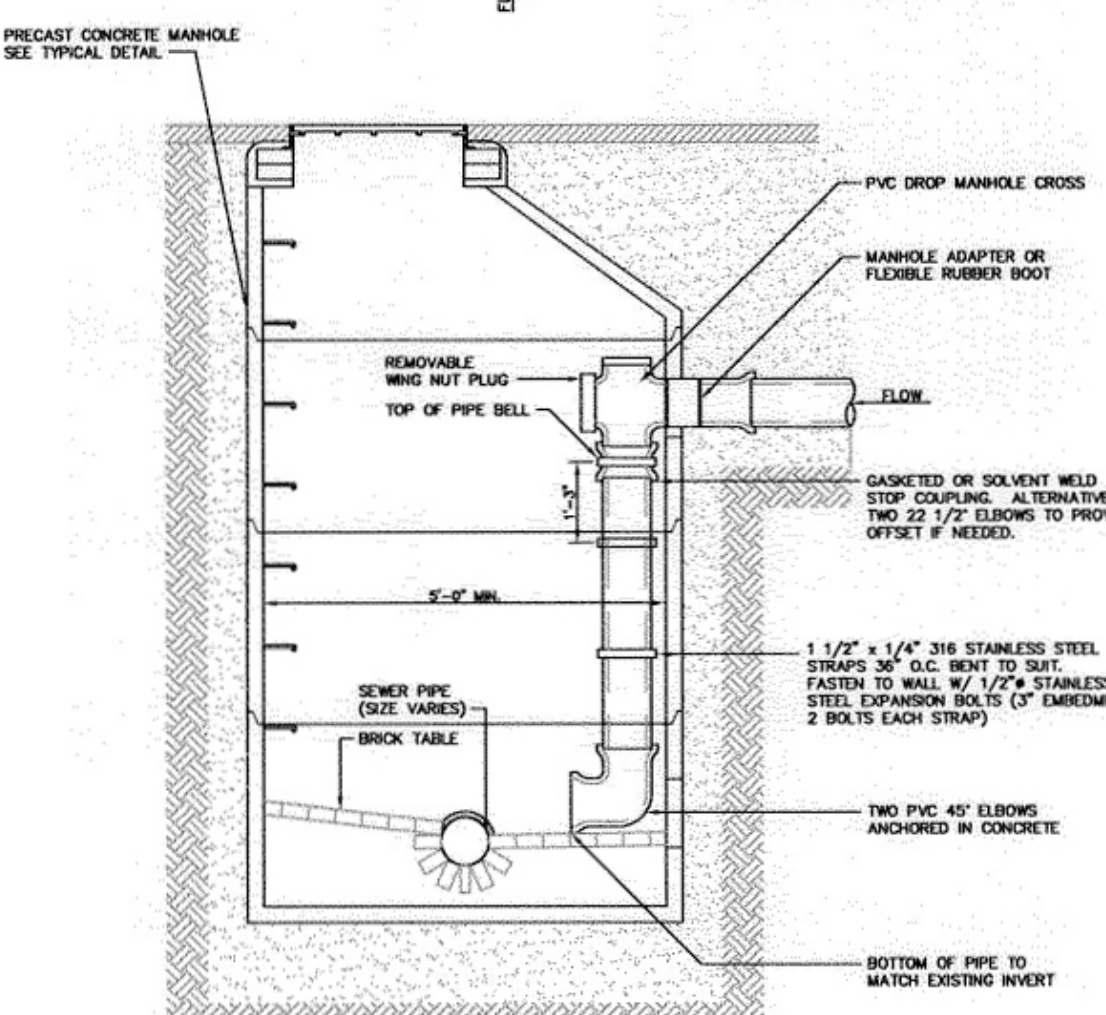 PRECAST CONCRETE MANHOLE
SEE TYPICAL DETAIL
PVC DROP MANHOLE CROSS
MANHOLE ADAPTER OR
FLEXIBLE RUBBER BOOT
REMOVABLE
WING NUT PLUG
TOP OF PIPE BELL
FLOW
1'-3"
GASKETED OR SOLVENT WELD
STOP COUPLING. ALTERNATIVE
TWO 22 1/2° ELBOWS TO PROV
OFFSET IF NEEDED.
5'-0" MIN.
1 1/2" x 1/4" 316 STAINLESS STEEL
STRAPS 36" O.C. BENT TO SUIT.
FASTEN TO WALL W/ 1/2"ø STAINLESS
STEEL EXPANSION BOLTS (3" EMBEDM
2 BOLTS EACH STRAP)
SEWER PIPE
(SIZE VARIES)
BRICK TABLE
TWO PVC 45° ELBOWS
ANCHORED IN CONCRETE
BOTTOM OF PIPE TO
MATCH EXISTING INVERT